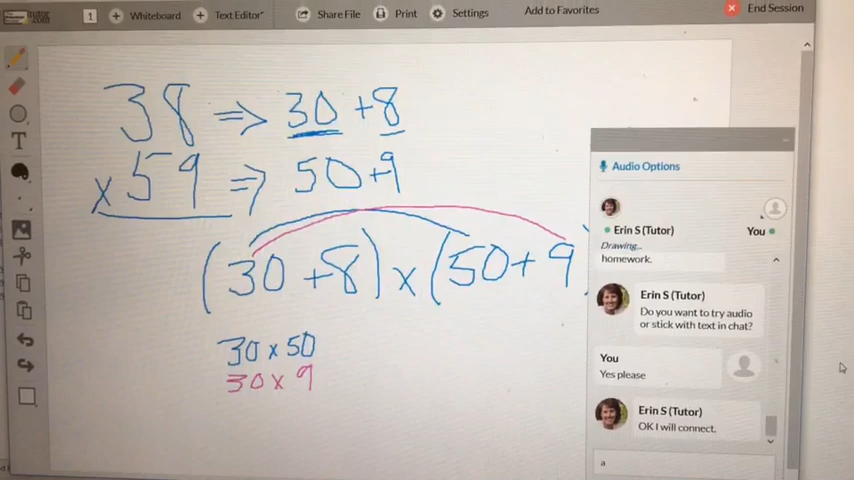 tutor.com
1 Whiteboard Text Editor* Share File Print Settings Add to Favorites End Session
38 ⇒ 30 + 8
x 59 ⇒ 50 + 9
(30 + 8) x (50 + 9)
30 x 50
30 x 9
T
Audio Options
Erin S (Tutor) You
Drawing...
homework.
Erin S (Tutor)
Do you want to try audio
or stick with text in chat?
You
Yes please
Erin S (Tutor)
OK I will connect.
a